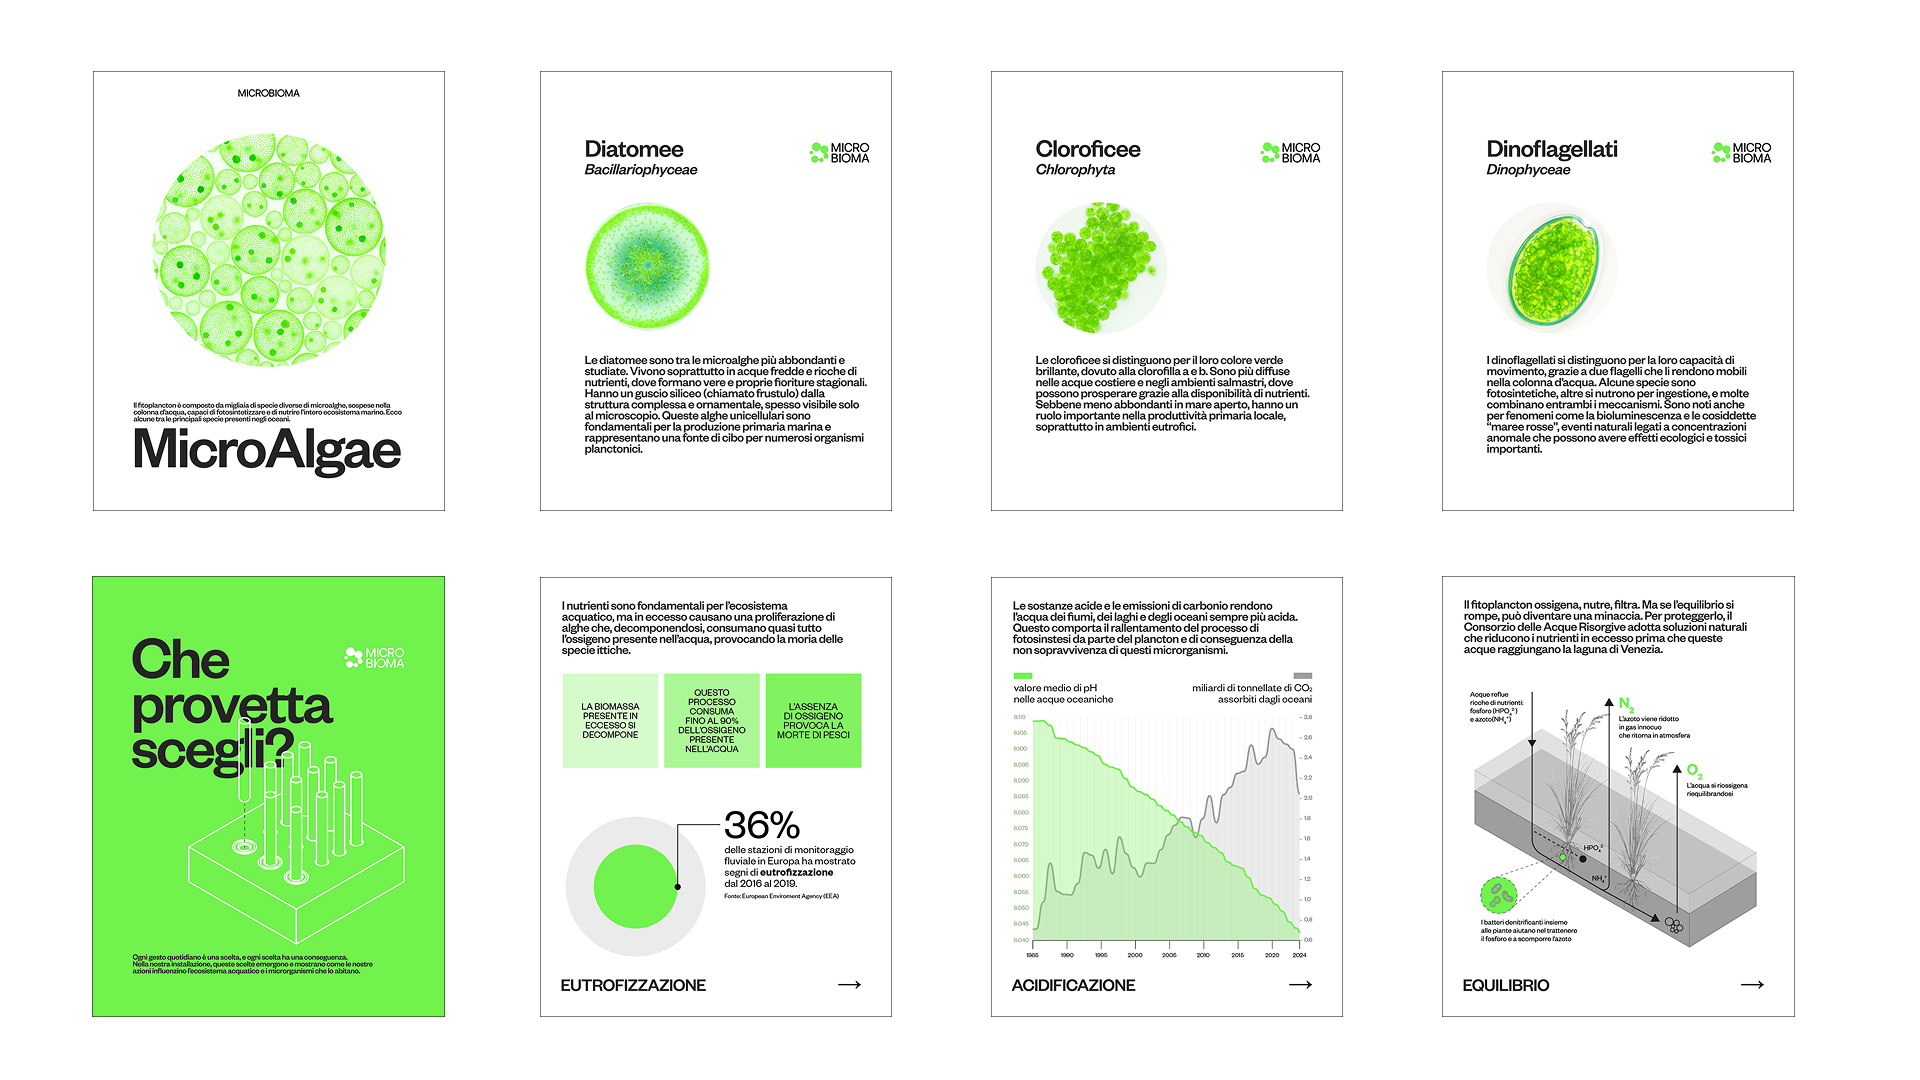 MICROBIOMA
Il fitoplancton è composto da migliaia di specie diverse di microalghe, sospese nella
colonna d'acqua, capaci di fotosintetizzare e di nutrire l'intero ecosistema marino. Ecco
alcune tra le principali specie presenti negli oceani.
MicroAlgae
Diatomee
Bacillariophyceae
MICRO
BIOMA
Le diatomee sono tra le microalghe più abbondanti e
studiate. Vivono soprattutto in acque fredde e ricche di
nutrienti, dove formano vere e proprie fioriture stagionali.
Hanno un guscio siliceo (chiamato frustulo) dalla
struttura complessa e ornamentale, spesso visibile solo
al microscopio. Queste alghe unicellulari sono
fondamentali per la produzione primaria marina e
rappresentano una fonte di cibo per numerosi organismi
planctonici.
Cloroficee
Chlorophyta
MICRO
BIOMA
Le cloroficee si distinguono per il loro colore verde
brillante, dovuto alla clorofilla a e b. Sono più diffuse
nelle acque costiere e negli ambienti salmastri, dove
possono prosperare grazie alla disponibilità di nutrienti.
Sebbene meno abbondanti in mare aperto, hanno un
ruolo importante nella produttività primaria locale,
soprattutto in ambienti eutrofici.
Dinoflagellati
Dinophyceae
MICRO
BIOMA
I dinoflagellati si distinguono per la loro capacità di
movimento, grazie a due flagelli che li rendono mobili
nella colonna d'acqua. Alcune specie sono
fotosintetiche, altre si nutrono per ingestione, e molte
combinano entrambi i meccanismi. Sono noti anche
per fenomeni come la bioluminescenza e le cosiddette
“maree rosse”, eventi naturali legati a concentrazioni
anomale che possono avere effetti ecologici e tossici
importanti.
Che
provetta
scegli?
MICRO
BIOMA
Ogni gesto quotidiano è una scelta, e ogni scelta ha una conseguenza.
Nella nostra installazione, queste scelte emergono e mostrano come le nostre
azioni influenzino l'ecosistema acquatico e i microrganismi che lo abitano.
I nutrienti sono fondamentali per l'ecosistema
acquatico, ma in eccesso causano una proliferazione di
alghe che, decomponendosi, consumano quasi tutto
l'ossigeno presente nell'acqua, provocando la moria delle
specie ittiche.
LA BIOMASSA
PRESENTE IN
ECCESSO SI
DECOMPONE
QUESTO
PROCESSO
CONSUMA
FINO AL 90%
DELL'OSSIGENO
PRESENTE
NELL'ACQUA
L'ASSENZA
DI OSSIGENO
PROVOCA LA
MORTE DI PESCI
36%
delle stazioni di monitoraggio
fluviale in Europa ha mostrato
segni di eutrofizzazione
dal 2016 al 2019.
Fonte: European Enviroment Agency (EEA)
EUTROFIZZAZIONE →
Le sostanze acide e le emissioni di carbonio rendono
l'acqua dei fiumi, dei laghi e degli oceani sempre più acida.
Questo comporta il rallentamento del processo di
fotosinstesi da parte del plancton e di conseguenza della
non sopravvivenza di questi microrganismi.
valore medio di pH
nelle acque oceaniche
miliardi di tonnellate di CO₂
assorbiti dagli oceani
8.110
8.105
8.100
8.095
8.090
8.085
8.080
8.075
8.070
8.065
8.060
8.055
8.050
8.045
8.040
2.8
2.6
2.4
2.2
2.0
1.8
1.6
1.4
1.2
1.0
0.8
0.6
1985 1990 1995 2000 2005 2010 2015 2020 2024
ACIDIFICAZIONE →
Il fitoplancton ossigena, nutre, filtra. Ma se l'equilibrio si
rompe, può diventare una minaccia. Per proteggerlo, il
Consorzio delle Acque Risorgive adotta soluzioni naturali
che riducono i nutrienti in eccesso prima che queste
acque raggiungano la laguna di Venezia.
Acque reflue
ricche di nutrienti:
fosforo (HPO₄²⁻)
e azoto(NH₄⁺)
N₂
L'azoto viene ridotto
in gas innocuo
che ritorna in atmosfera
O₂
L'acqua si riossigena
riequilibrandosi
HPO₄²⁻
NH₄⁺
I batteri denitrificanti insieme
alle piante aiutano nel trattenere
il fosforo e a scomporre l'azoto
EQUILIBRIO →